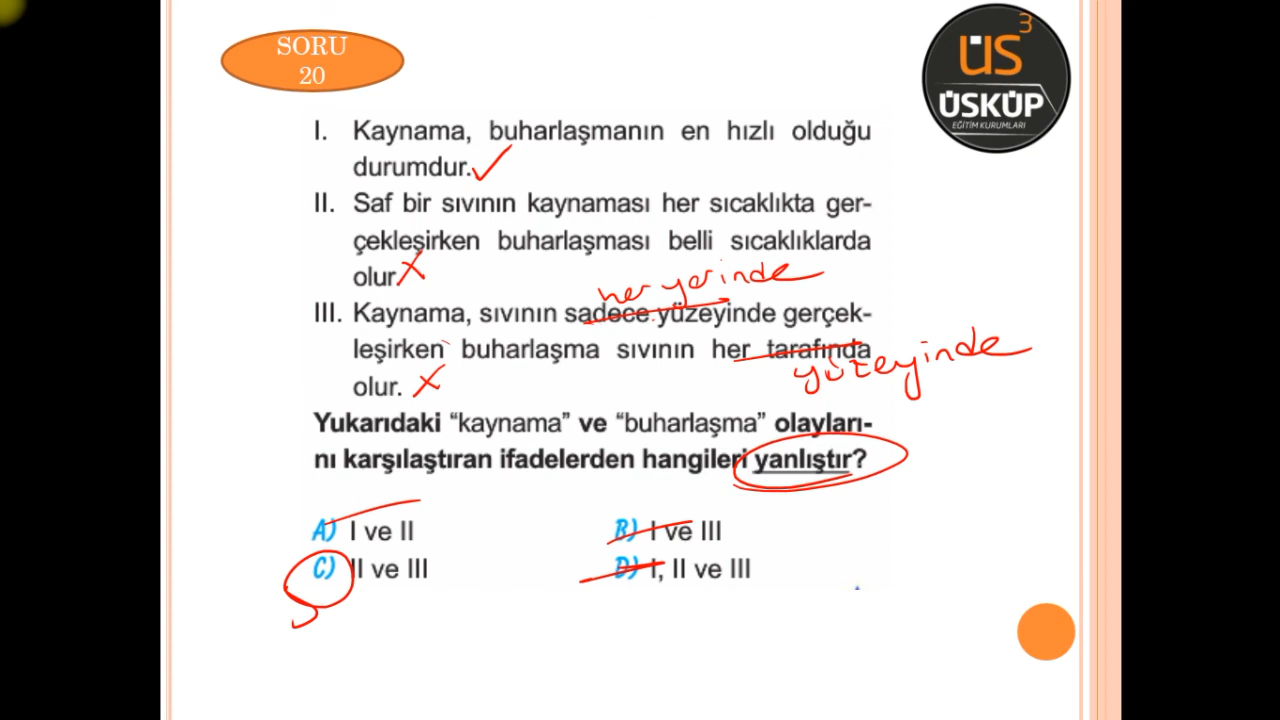 SORU
20
ÜS3
ÜSKÜP
EĞİTİM KURUMLARI
I. Kaynama, buharlaşmanın en hızlı olduğu
durumdur.
II. Saf bir sıvının kaynaması her sıcaklıkta ger-
çekleşirken buharlaşması belli sıcaklıklarda
olur.
her yerinde
III. Kaynama, sıvının sadece yüzeyinde gerçek-
leşirken buharlaşma sıvının her tarafında
yüzeyinde
olur.
Yukarıdaki “kaynama” ve “buharlaşma” olayları-
nı karşılaştıran ifadelerden hangileri yanlıştır?
A) I ve II B) I ve III
C) II ve III D) I, II ve III